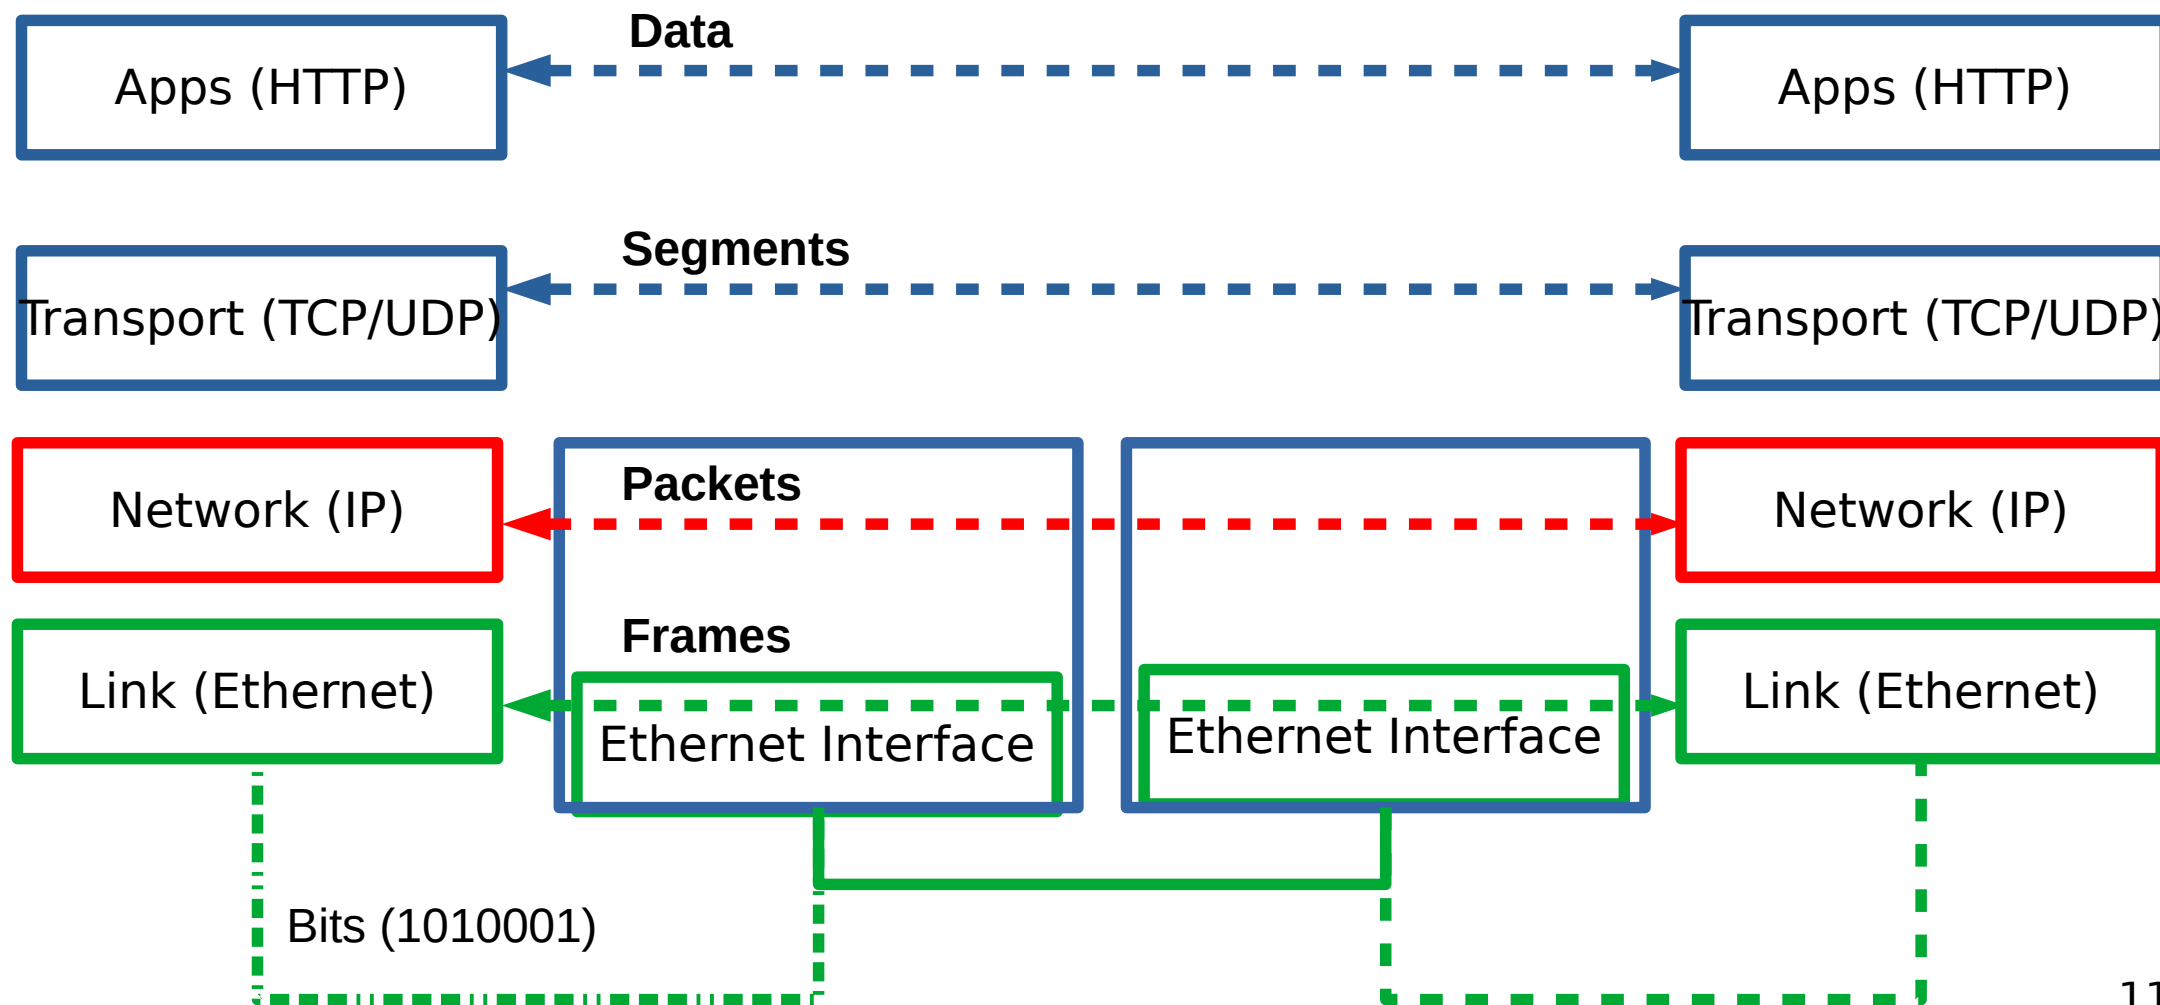 Data
Apps (HTTP)
Apps (HTTP)
Segments
Transport (TCP/UDP)
Transport (TCP/UDP)
Packets
Network (IP)
Network (IP)
Frames
Link (Ethernet)
Link (Ethernet)
Ethernet Interface
Ethernet Interface
Bits (1010001)
11